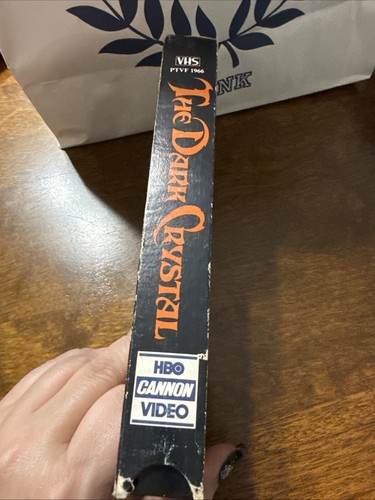 VHS
PTVF 1966
THE DARK CRYSTAL
HBO
CANNON
VIDEO
NK